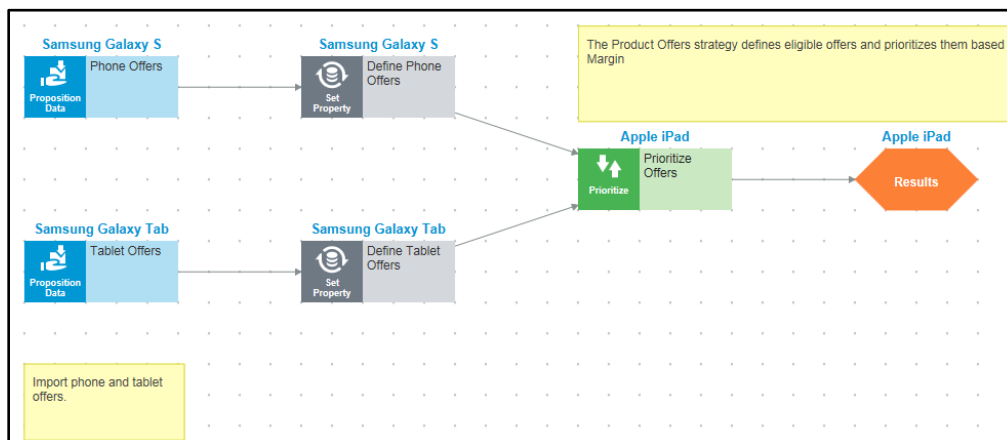 Samsung Galaxy S
Phone Offers
Proposition
Data
Samsung Galaxy S
Define Phone
Offers
Set
Property
The Product Offers strategy defines eligible offers and prioritizes them based
Margin
Apple iPad
Prioritize
Offers
Prioritize
Apple iPad
Results
Samsung Galaxy Tab
Tablet Offers
Proposition
Data
Samsung Galaxy Tab
Define Tablet
Offers
Set
Property
Import phone and tablet
offers.